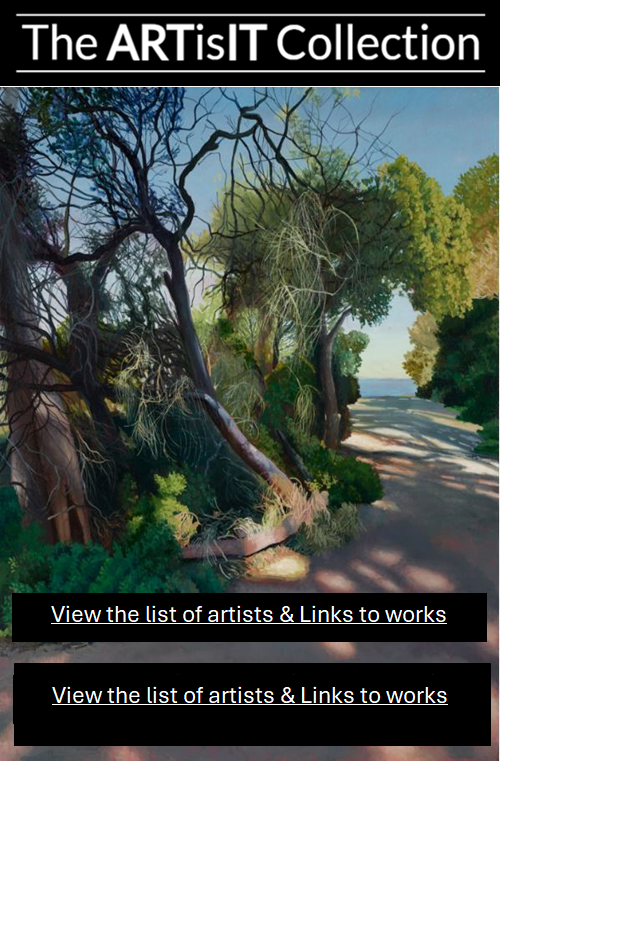 The ARTisIT Collection
View the list of artists & Links to works
View the list of artists & Links to works